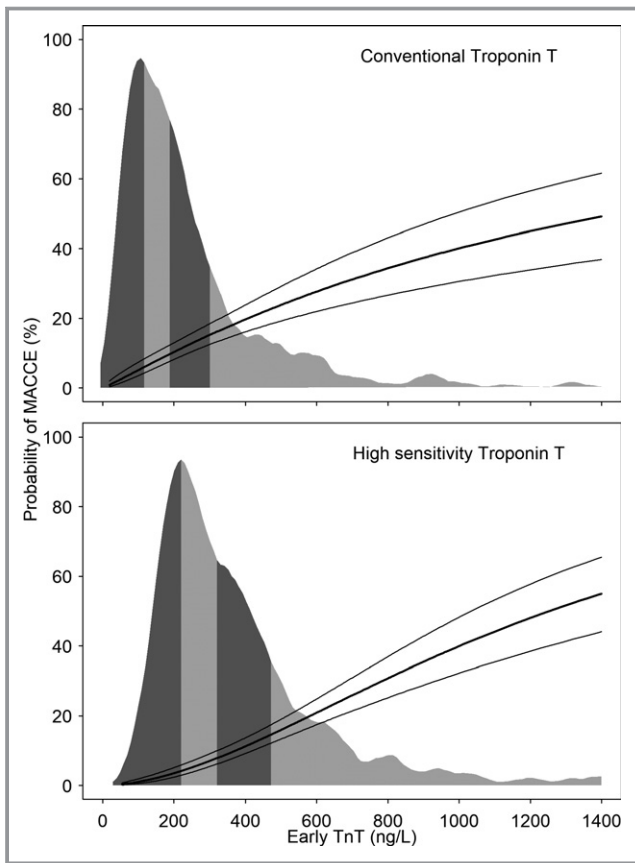 100
Conventional Troponin T
80
60
40
20
0
Probability of MACCE (%)
100
High sensitivity Troponin T
80
60
40
20
0
0 200 400 600 800 1000 1200 1400
Early TnT (ng/L)